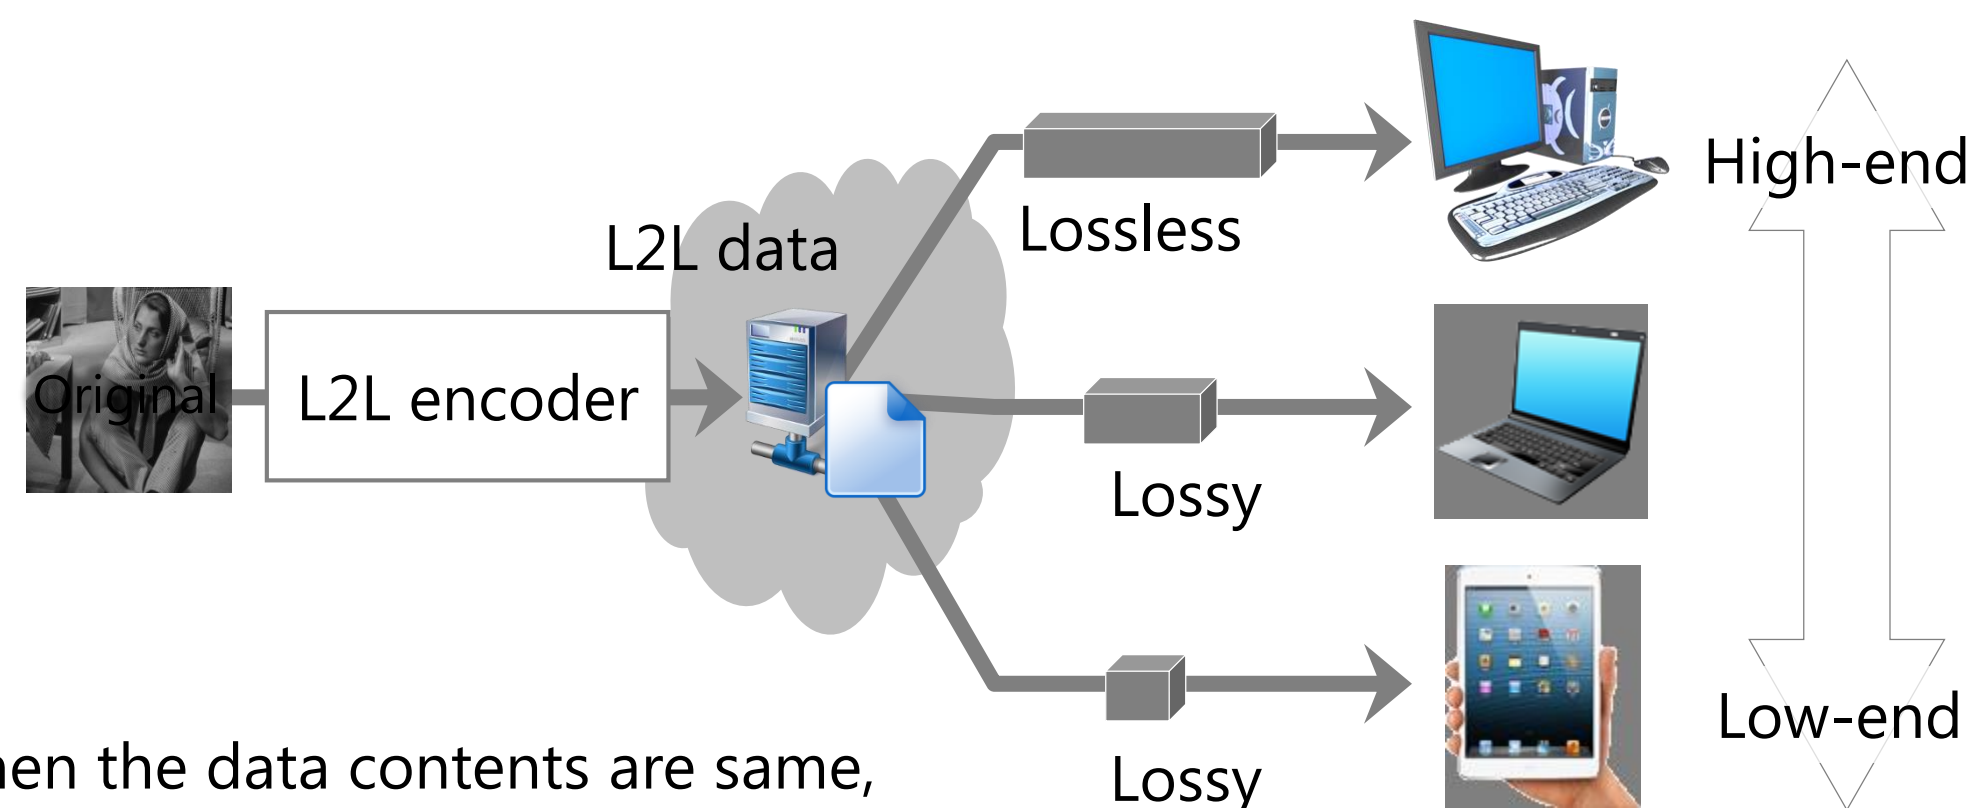 High-end
Lossless
L2L data
Original
L2L encoder
Lossy
Low-end
en the data contents are same,
Lossy